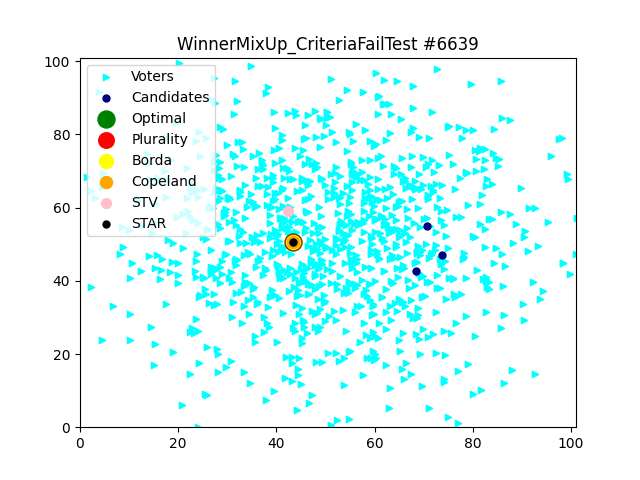 WinnerMixUp_CriteriaFailTest #6639
100
80
60
40
20
0
0 20 40 60 80 100
Voters
Candidates
Optimal
Plurality
Borda
Copeland
STV
STAR